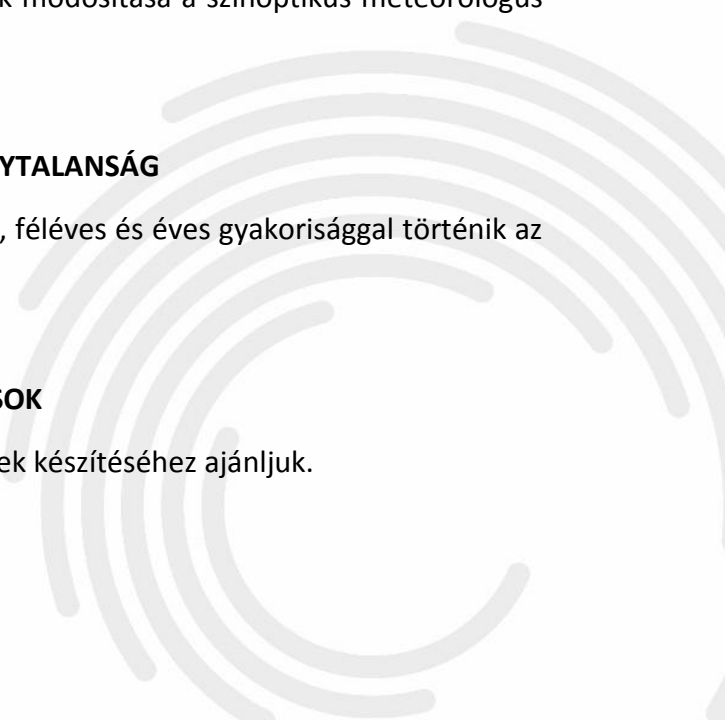 módosítása a szinoptikus meteorológus
YTALANSÁG
, féléves és éves gyakorisággal történik az
SOK
ek készítéséhez ajánljuk.